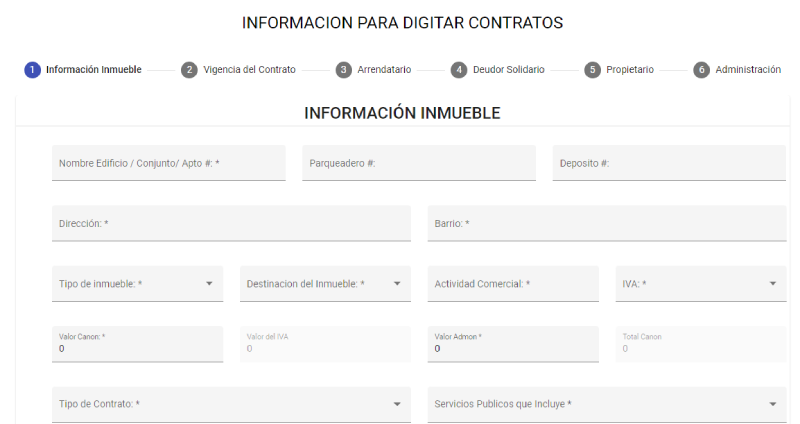 INFORMACION PARA DIGITAR CONTRATOS
1 Información Inmueble 2 Vigencia del Contrato 3 Arrendatario 4 Deudor Solidario 5 Propietario 6 Administración
INFORMACIÓN INMUEBLE
Nombre Edificio / Conjunto/ Apto #: * Parqueadero #: Deposito #:
Dirección: * Barrio: *
Tipo de inmueble: * Destinacion del Inmueble: * Actividad Comercial: * IVA: *
Valor Canon: * Valor del IVA Valor Admon * Total Canon
0 0 0 0
Tipo de Contrato: * Servicios Publicos que Incluye *